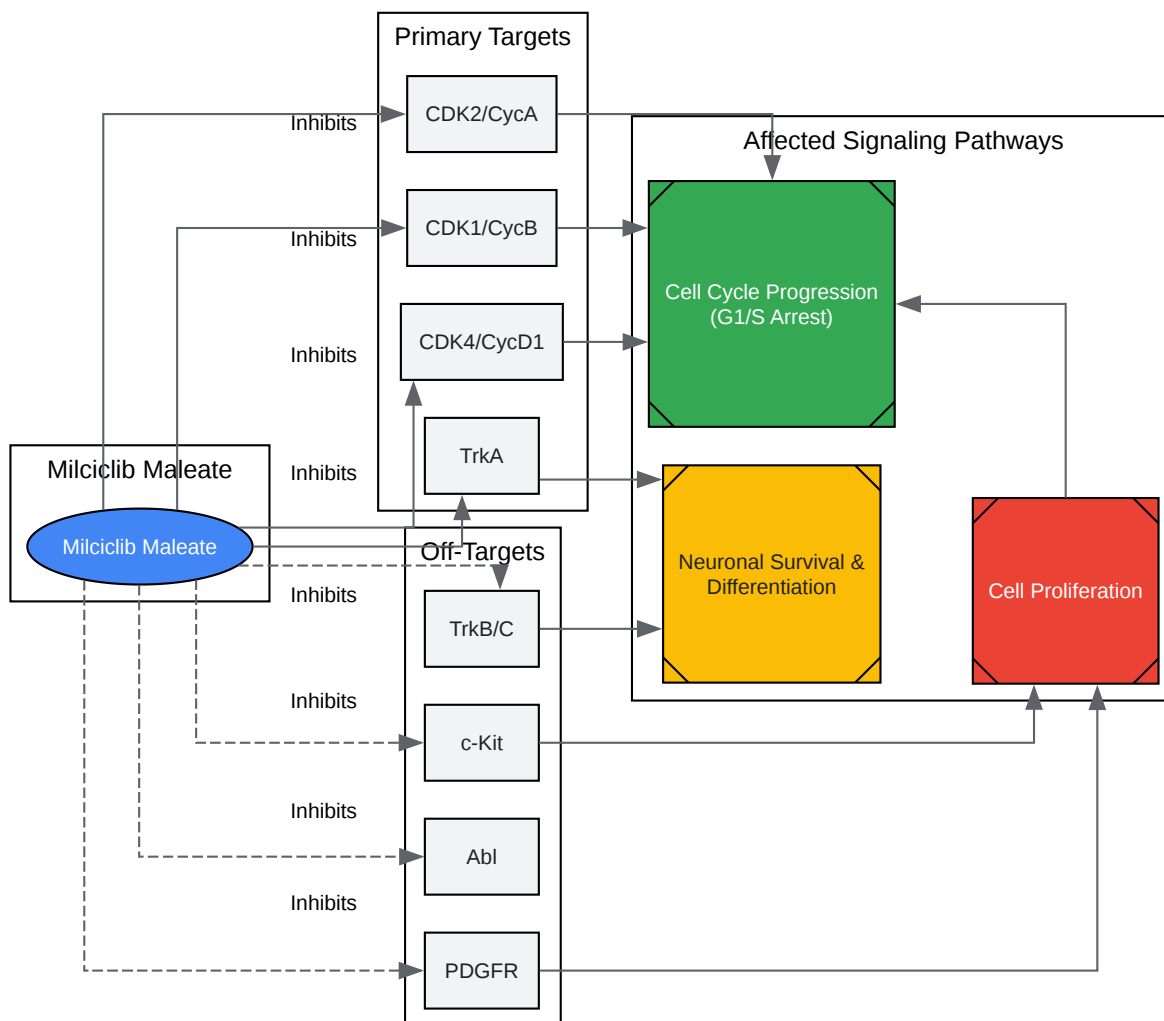 Primary Targets
CDK2/CycA
Inhibits
Affected Signaling Pathways
CDK1/CycB
Inhibits
Cell Cycle Progression
(G1/S Arrest)
CDK4/CycD1
Inhibits
TrkA
Inhibits
Milciclib Maleate
Milciclib Maleate
Off-Targets
Neuronal Survival &
Differentiation
Cell Proliferation
Inhibits
TrkB/C
Inhibits
c-Kit
Inhibits
Abl
Inhibits
PDGFR